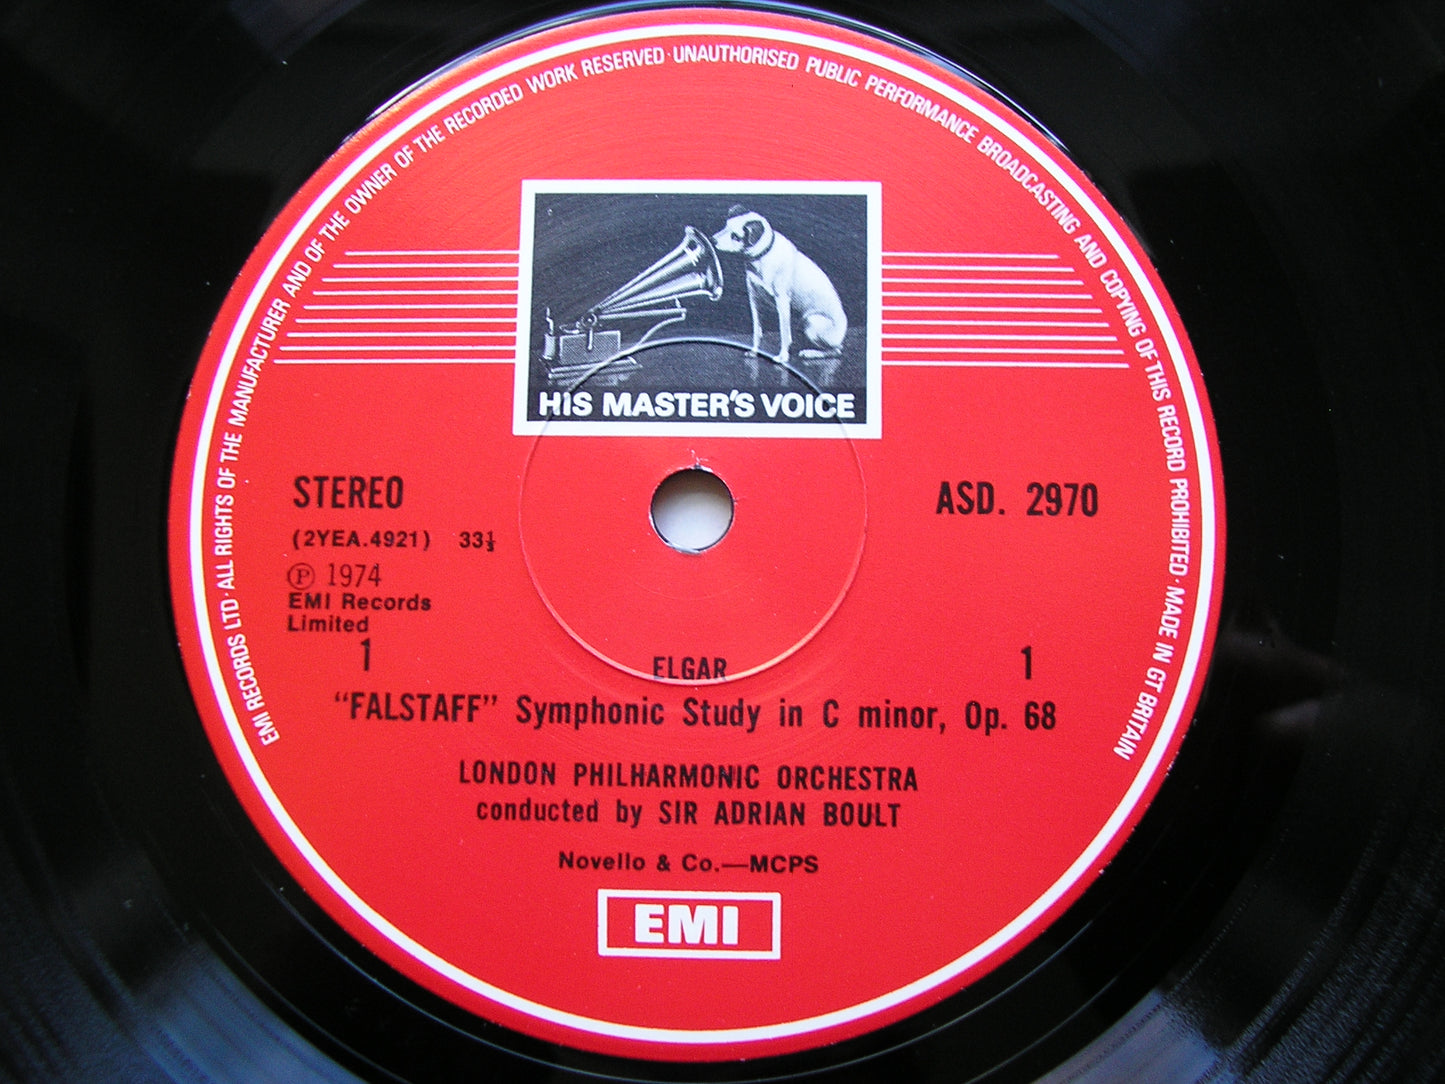 EMI RECORDS LTD · ALL RIGHTS OF THE MANUFACTURER AND OF THE OWNER OF THE RECORDED WORK RESERVED · UNAUTHORISED PUBLIC PERFORMANCE BROADCASTING AND COPYING OF THIS RECORD PROHIBITED · MADE IN GT BRITAIN
HIS MASTER'S VOICE
STEREO
ASD. 2970
(2YEA.4921) 33⅓
Ⓟ 1974
EMI Records
Limited
1 ELGAR 1
"FALSTAFF" Symphonic Study in C minor, Op. 68
LONDON PHILHARMONIC ORCHESTRA
conducted by SIR ADRIAN BOULT
Novello & Co.—MCPS
EMI